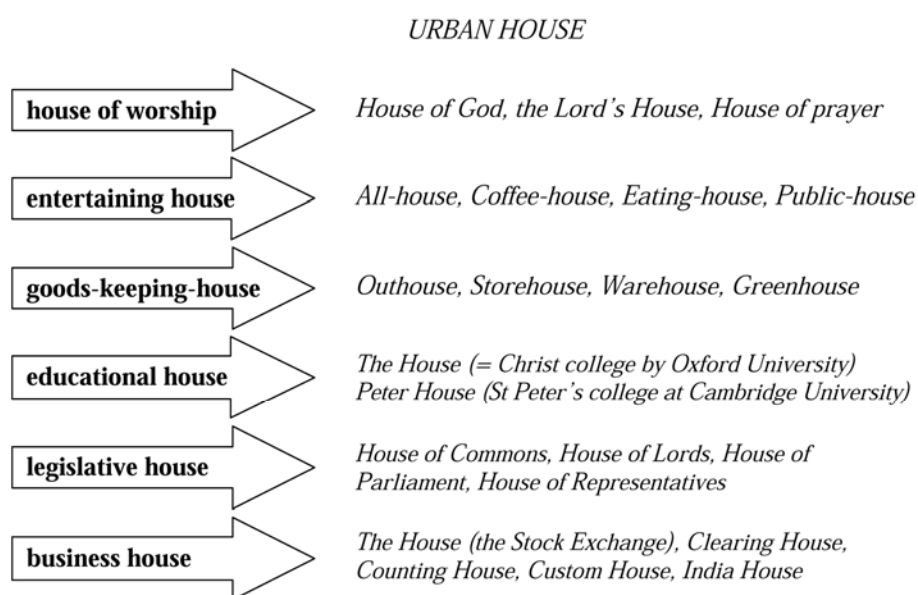 URBAN HOUSE
house of worship
House of God, the Lord's House, House of prayer
entertaining house
All-house, Coffee-house, Eating-house, Public-house
goods-keeping-house
Outhouse, Storehouse, Warehouse, Greenhouse
educational house
The House (= Christ college by Oxford University)
Peter House (St Peter's college at Cambridge University)
legislative house
House of Commons, House of Lords, House of
Parliament, House of Representatives
business house
The House (the Stock Exchange), Clearing House,
Counting House, Custom House, India House